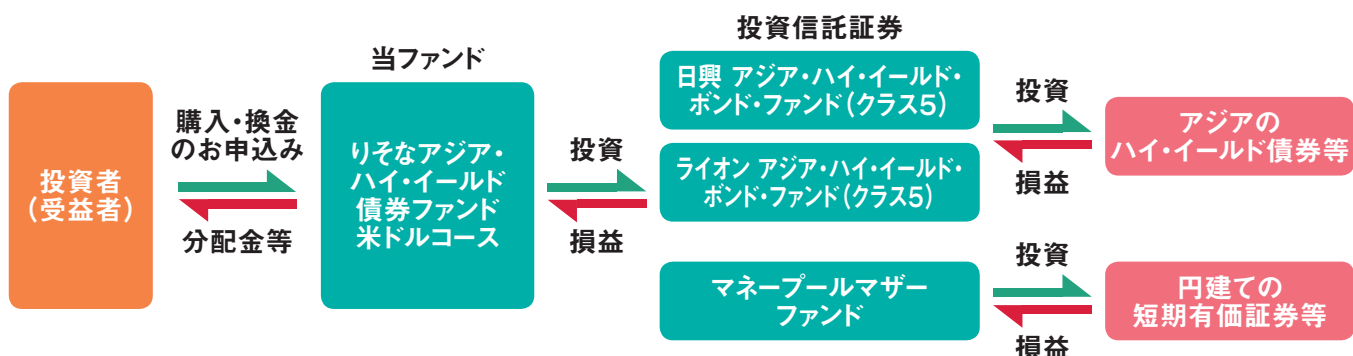 投資者
（受益者）
購入・換金
のお申込み
分配金等
当ファンド
りそなアジア・
ハイ・イールド
債券ファンド
米ドルコース
投資
損益
投資信託証券
日興 アジア・ハイ・イールド・
ボンド・ファンド（クラス5）
ライオン アジア・ハイ・イールド・
ボンド・ファンド（クラス5）
マネープールマザー
ファンド
投資
損益
アジアの
ハイ・イールド債券等
投資
損益
円建ての
短期有価証券等